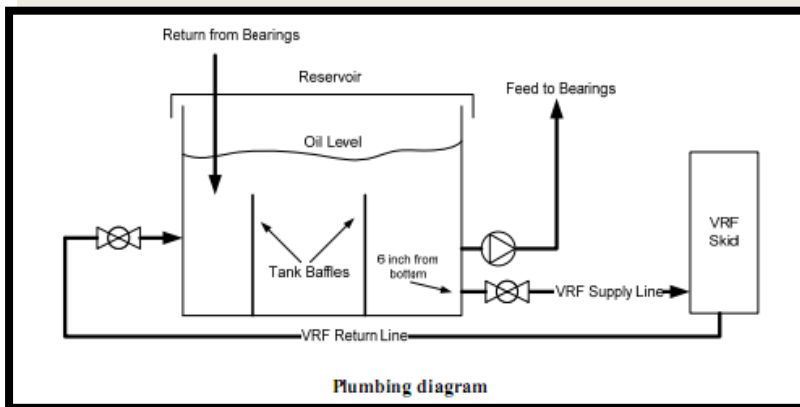 Return from Bearings
Reservoir
Feed to Bearings
Oil Level
VRF
Skid
Tank Baffles
6 inch from
bottom
VRF Supply Line
VRF Return Line
Plumbing diagram